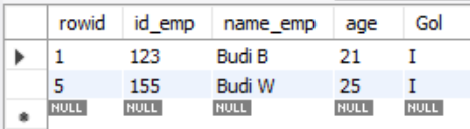 rowid id_emp name_emp age Gol
1 123 Budi B 21 I
5 155 Budi W 25 I
NULL NULL NULL NULL NULL